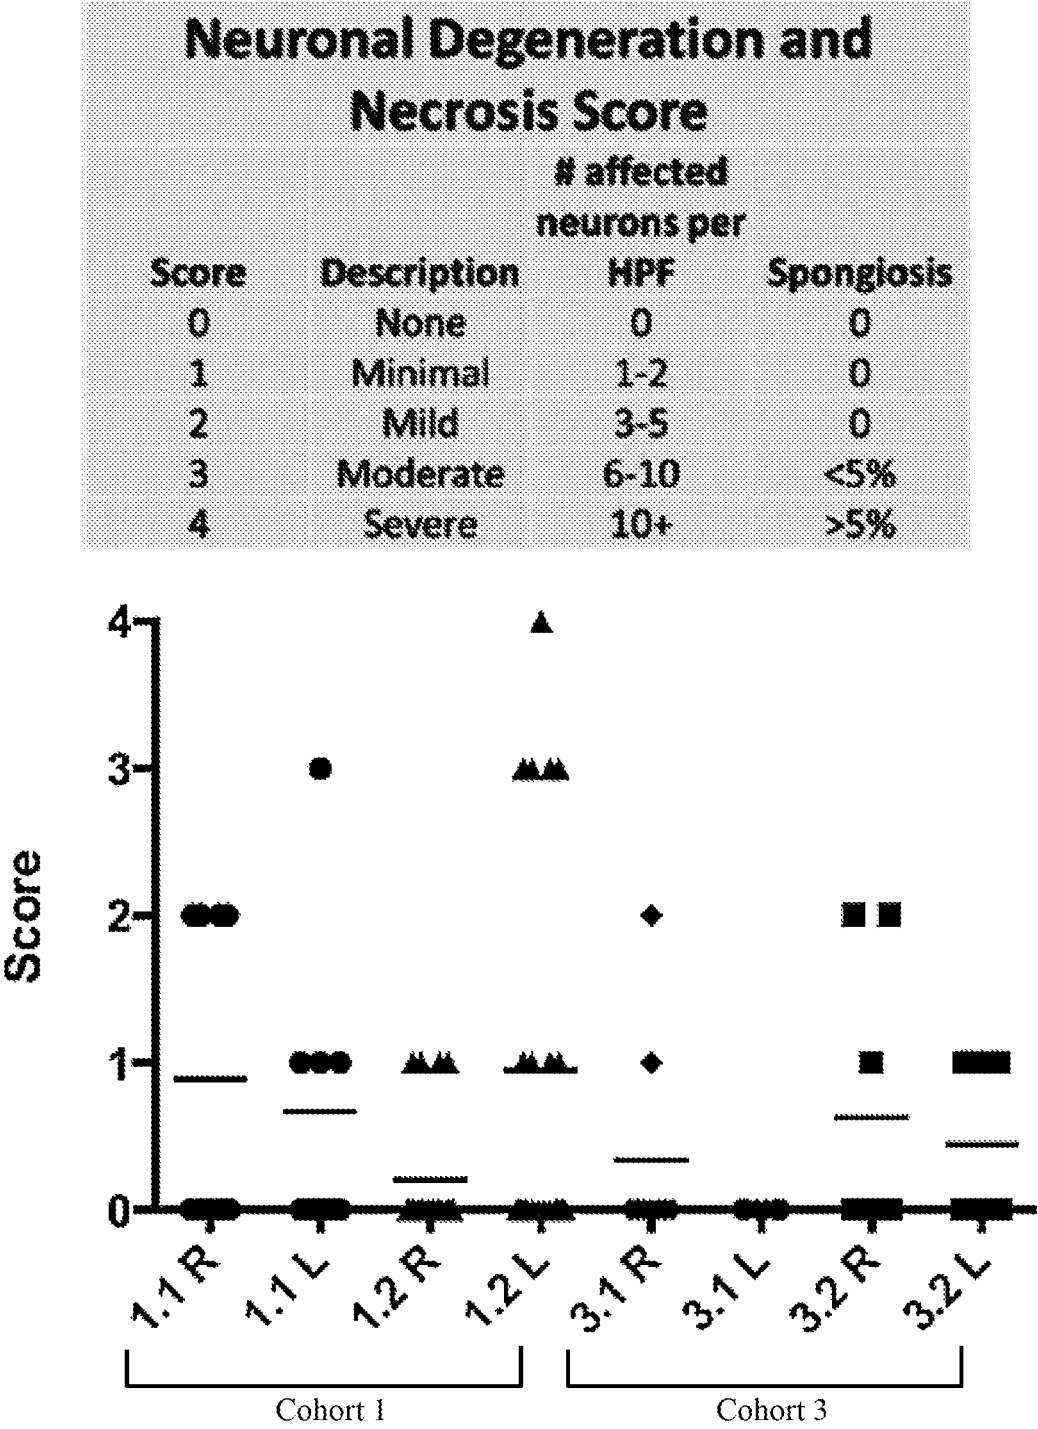 Neuronal Degeneration and
Necrosis Score
# affected
neurons per
Score Description HPF Spongiosis
0 None 0 0
1 Minimal 1-2 0
2 Mild 3-5 0
3 Moderate 6-10 <5%
4 Severe 10+ >5%
4
3
2
1
0
Score
1.1 R 1.1 L 1.2 R 1.2 L 3.1 R 3.1 L 3.2 R 3.2 L
Cohort 1 Cohort 3